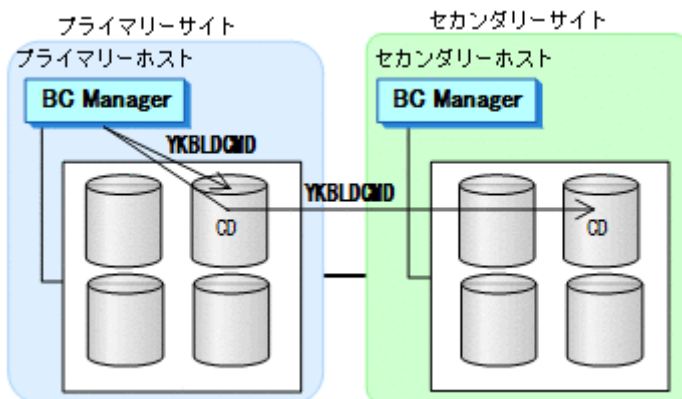 プライマリーサイト
セカンダリーサイト
プライマリーホスト
セカンダリーホスト
BC Manager
BC Manager
YKBLDCMD
YKBLDCMD
CD
CD